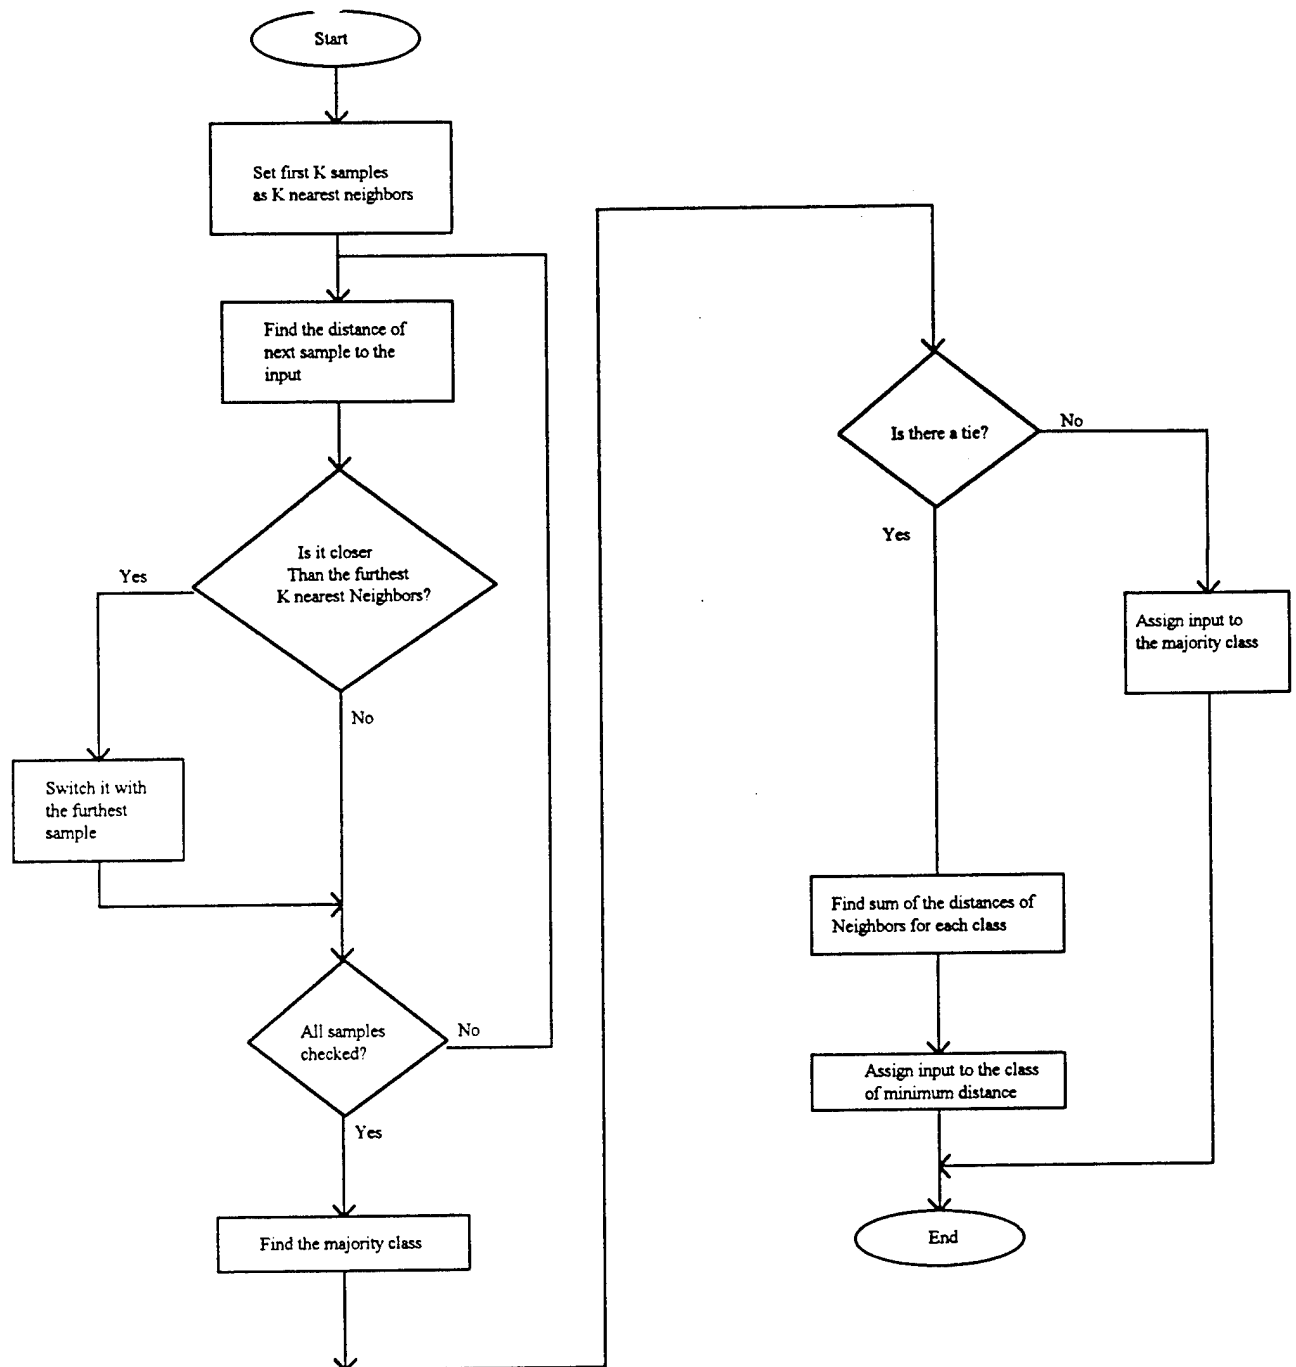 Start
Set first K samples
as K nearest neighbors
Find the distance of
next sample to the
input
Is it closer
Than the furthest
K nearest Neighbors?
Yes
No
Switch it with
the furthest
sample
All samples
checked?
No
Yes
Find the majority class
Is there a tie?
No
Yes
Assign input to
the majority class
Find sum of the distances of
Neighbors for each class
Assign input to the class
of minimum distance
End